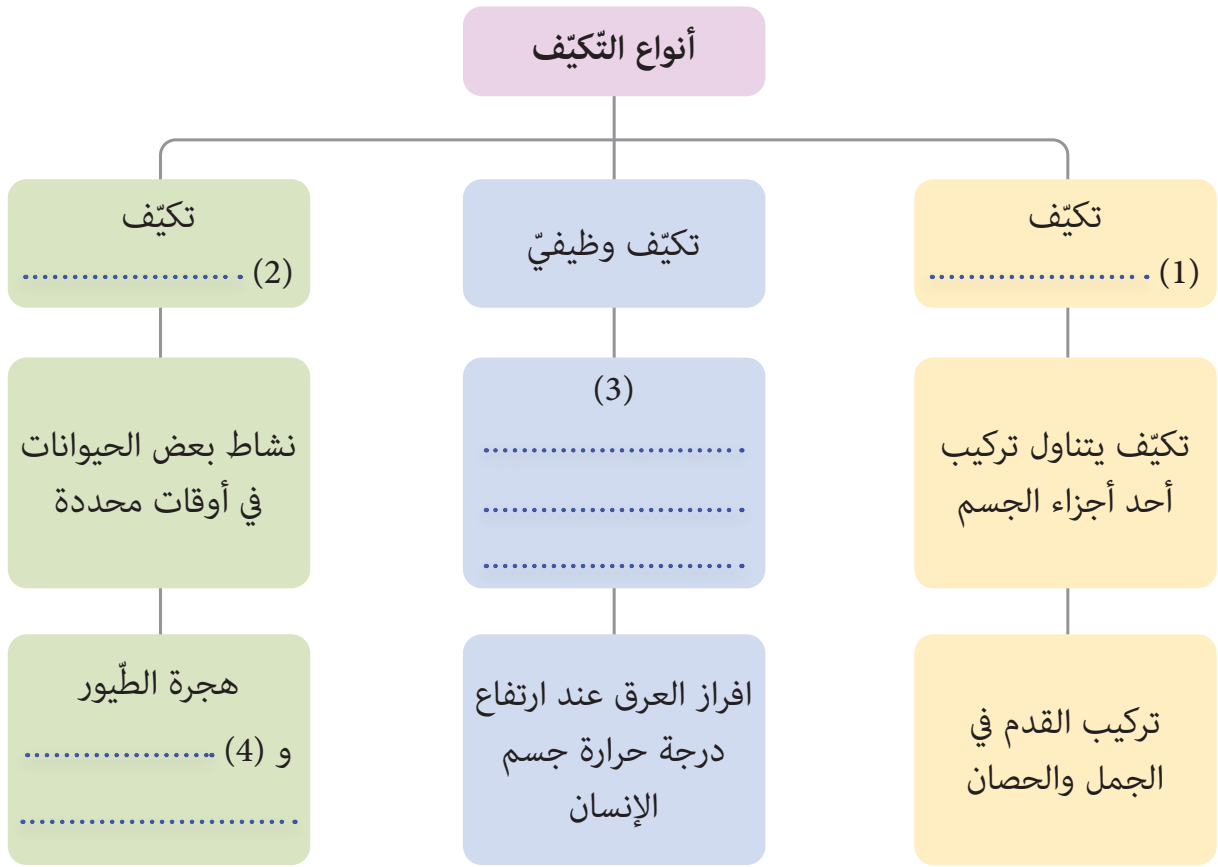 أنواع التّكيّف
تكيّف
(1) ......................
تكيّف وظيفيّ
تكيّف
(2) ......................
تكيّف يتناول تركيب
أحد أجزاء الجسم
(3)
..........................
..........................
..........................
نشاط بعض الحيوانات
في أوقات محددة
تركيب القدم في
الجمل والحصان
افراز العرق عند ارتفاع
درجة حرارة جسم
الإنسان
هجرة الطّيور
و (4) ...................
............................